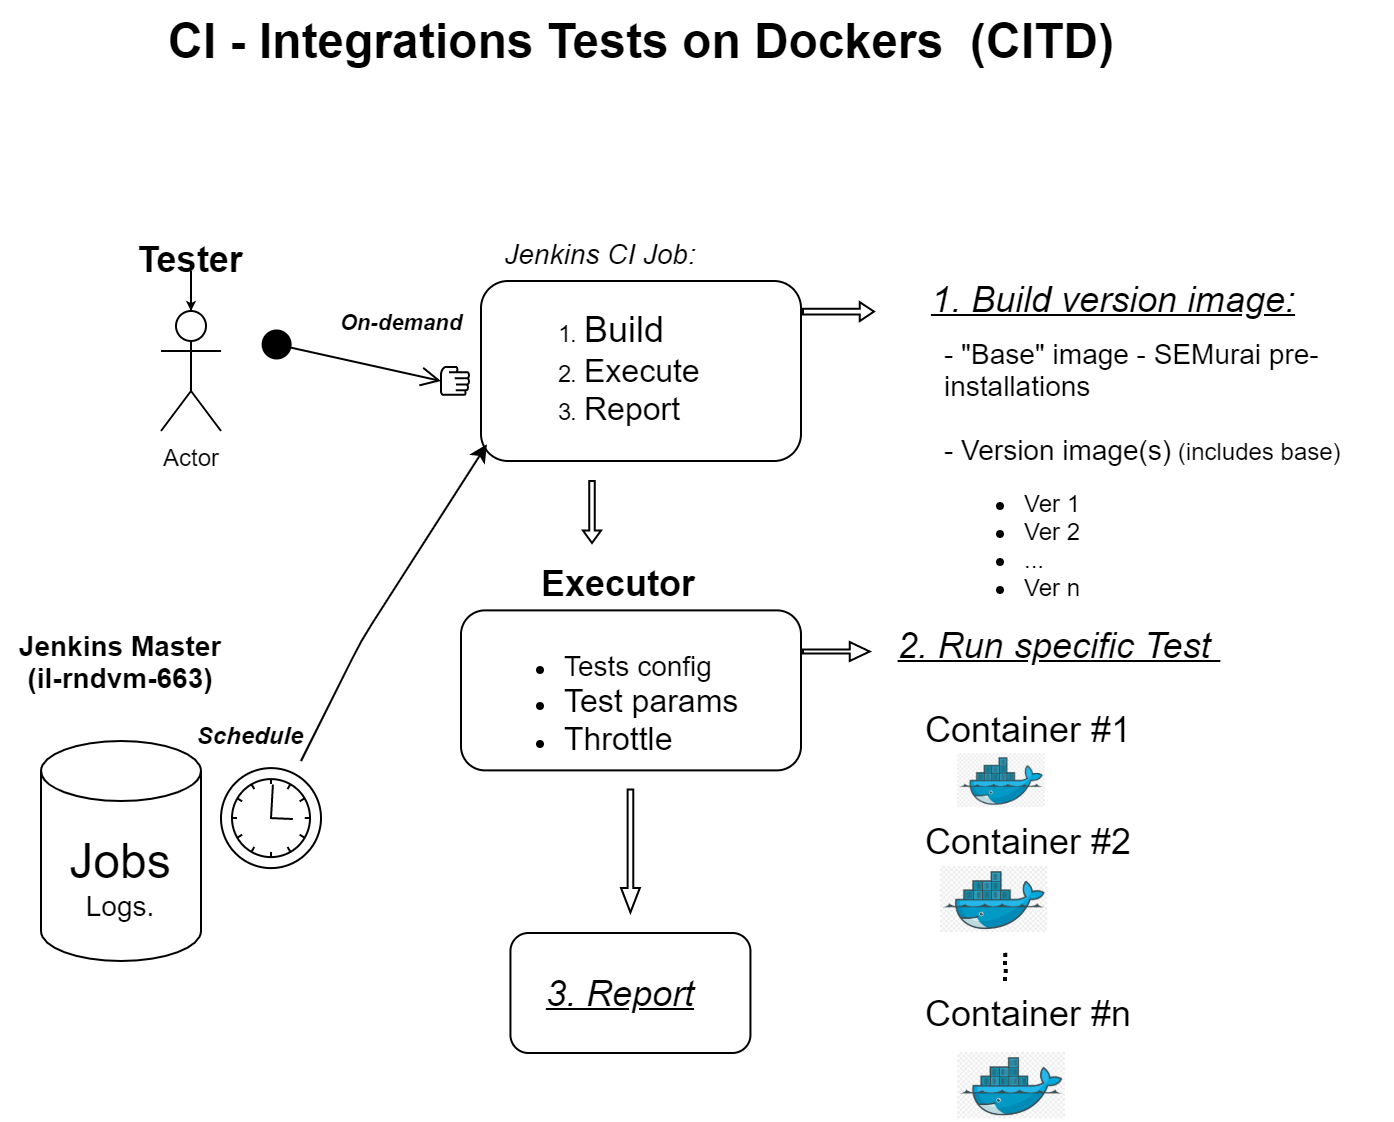 CI - Integrations Tests on Dockers (CITD)
Tester
Actor
On-demand
Jenkins CI Job:
1. Build
2. Execute
3. Report
1. Build version image:
- "Base" image - SEMurai pre-
installations
- Version image(s) (includes base)
• Ver 1
• Ver 2
• ...
• Ver n
Executor
• Tests config
• Test params
• Throttle
2. Run specific Test
Jenkins Master
(il-rndvm-663)
Schedule
Jobs
Logs.
Container #1
Container #2
Container #n
3. Report